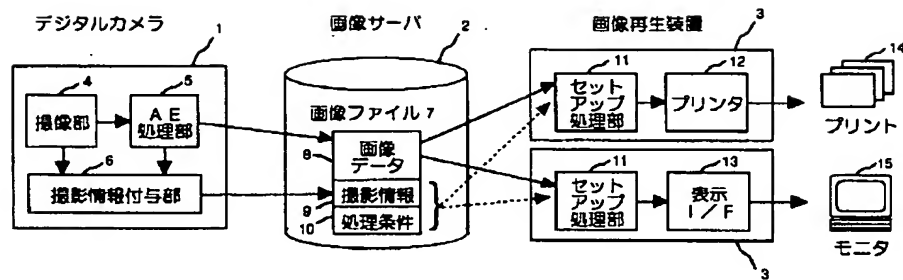 デジタルカメラ
1
4
撮像部
5
AE
処理部
6
撮影情報付与部
画像サーバ
2
画像ファイル 7
8
画像
データ
9
撮影情報
10
処理条件
画像再生装置
3
11
セット
アップ
処理部
12
プリンタ
14
プリント
11
セット
アップ
処理部
13
表示
I/F
15
モニタ
3